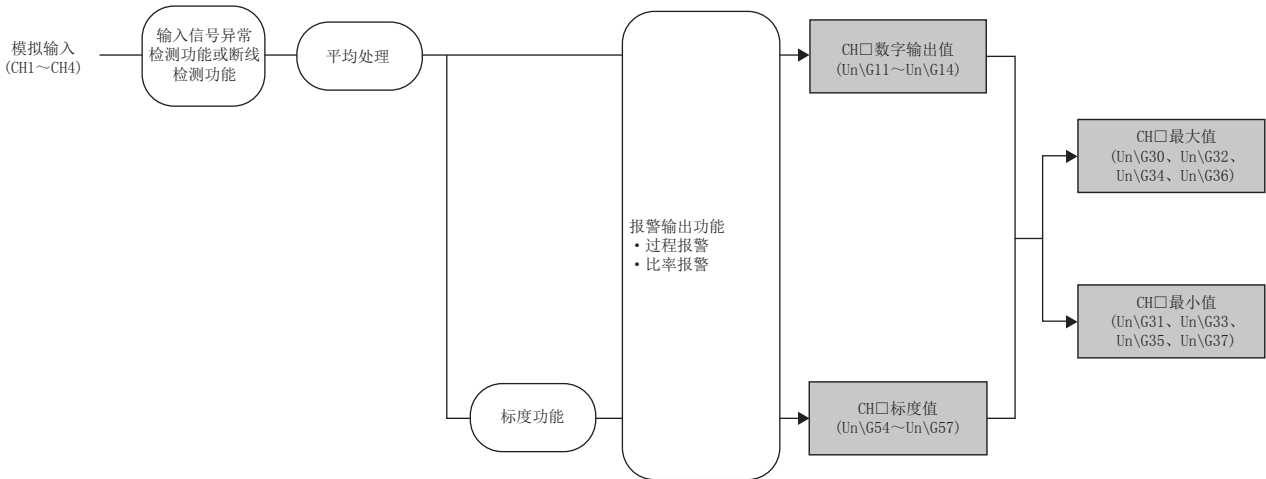 模拟输入
(CH1～CH4)
输入信号异常
检测功能或断线
检测功能
平均处理
报警输出功能
・过程报警
・比率报警
标度功能
CH□数字输出值
(Un\G11～Un\G14)
CH□标度值
(Un\G54～Un\G57)
CH□最大值
(Un\G30、Un\G32、
Un\G34、Un\G36)
CH□最小值
(Un\G31、Un\G33、
Un\G35、Un\G37)